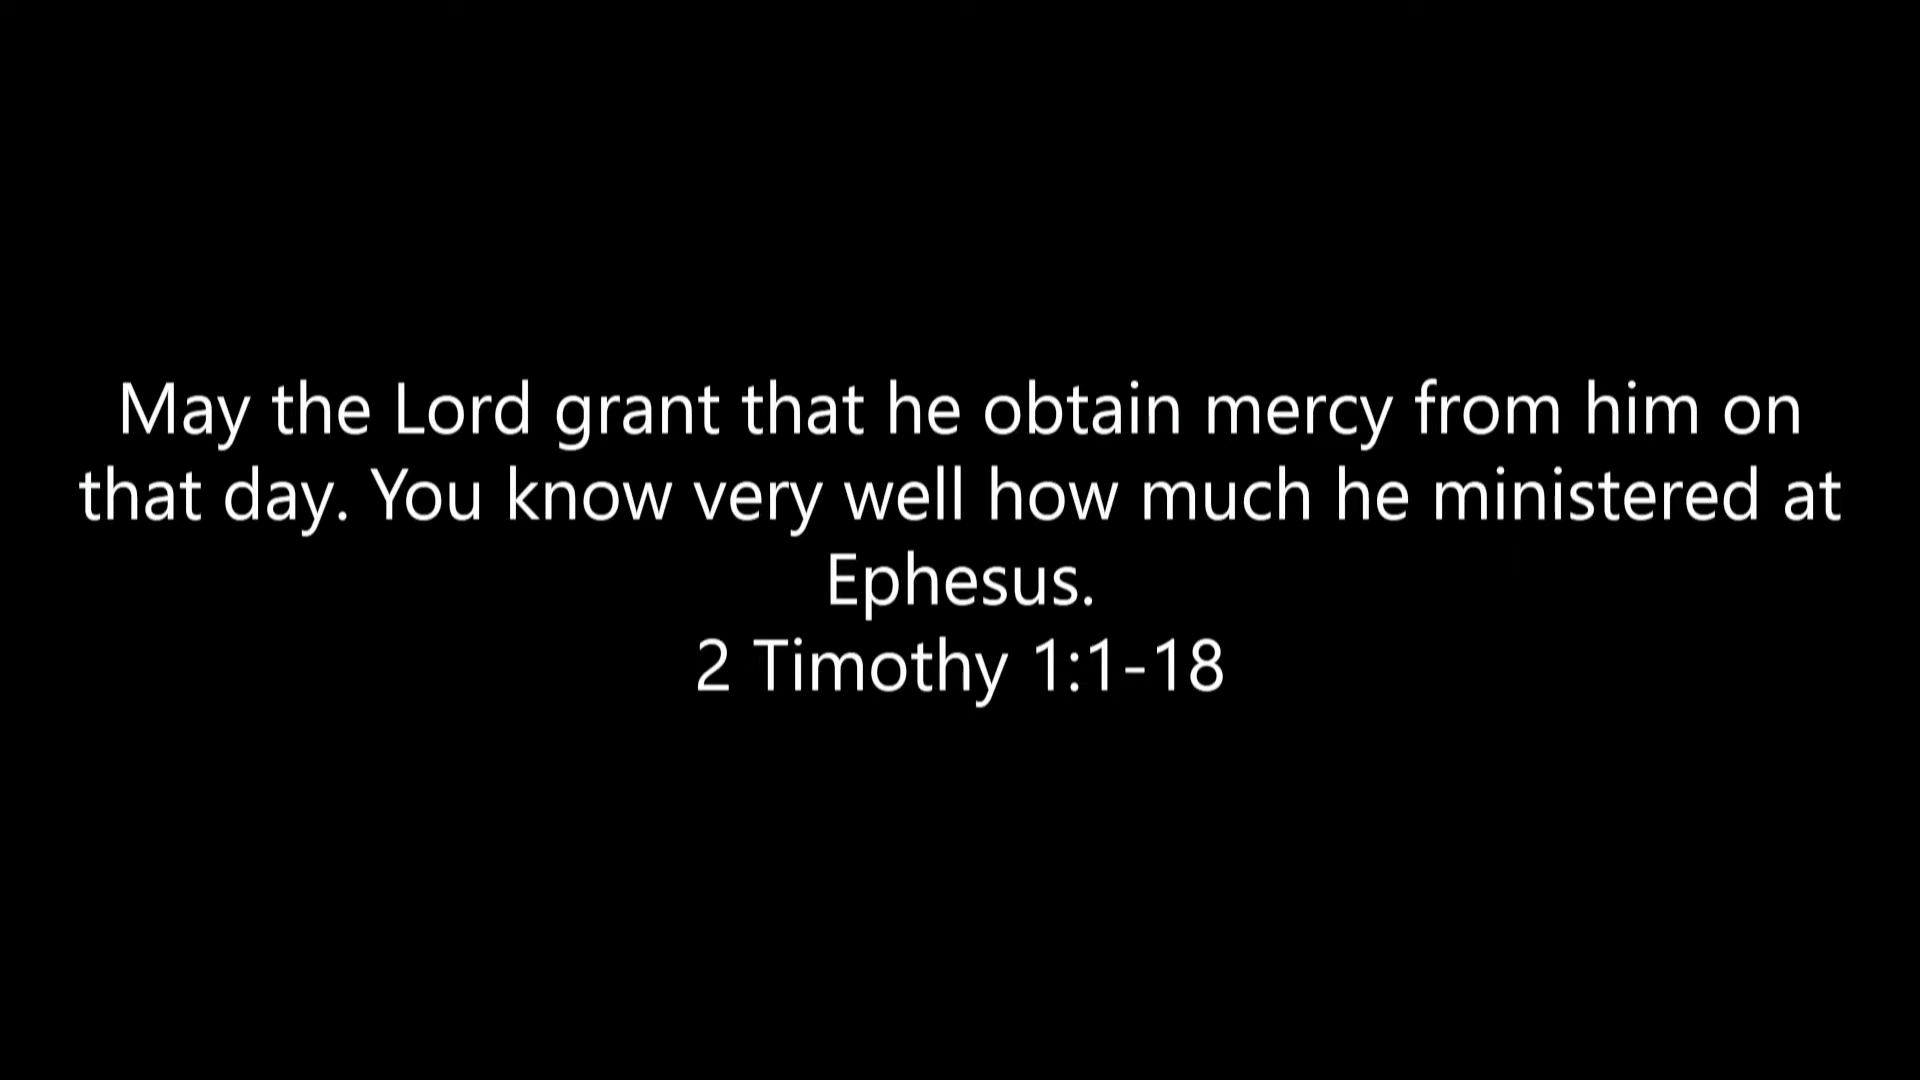 May the Lord grant that he obtain mercy from him on
that day. You know very well how much he ministered at
Ephesus.
2 Timothy 1:1-18